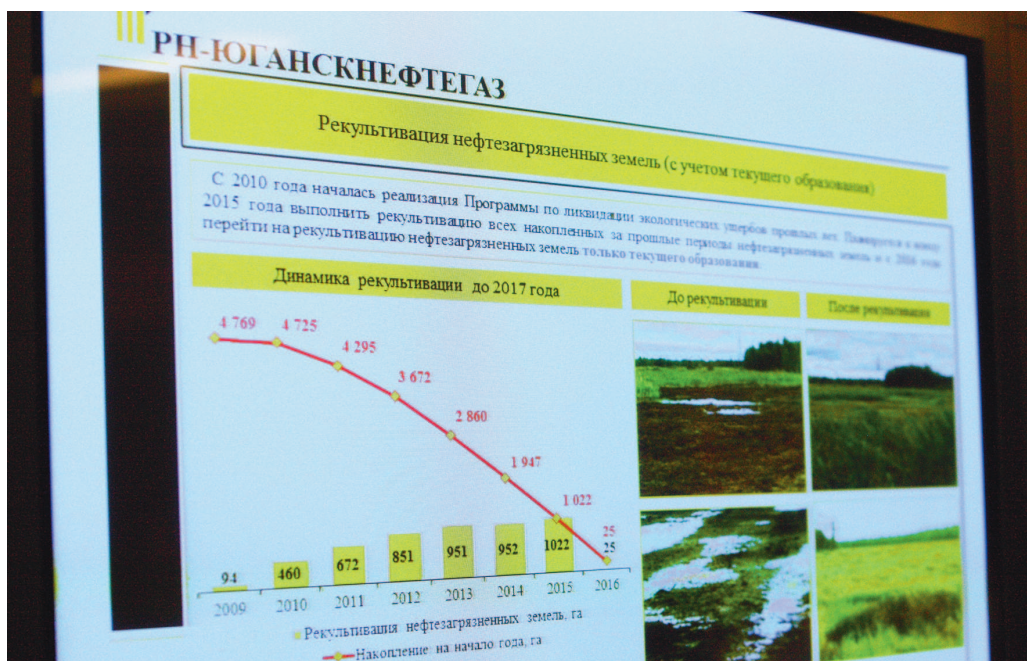 РН-ЮГАНСКНЕФТЕГАЗ
Рекультивация нефтезагрязненных земель (с учетом текущего образования)
С 2010 года началась реализация Программы по ликвидации экологических ущербов прошлых лет. Планируется к концу
2015 года выполнить рекультивацию всех накопленных за прошлые периоды нефтезагрязненных земель и с 2016 года
перейти на рекультивацию нефтезагрязненных земель только текущего образования.
Динамика рекультивации до 2017 года
До рекультивации
После рекультивации
4 769
4 725
4 295
3 672
2 860
1 947
1 022
25
94
460
672
851
951
952
1022
25
2009 2010 2011 2012 2013 2014 2015 2016
Рекультивация нефтезагрязненных земель, га
Накопление на начало года, га